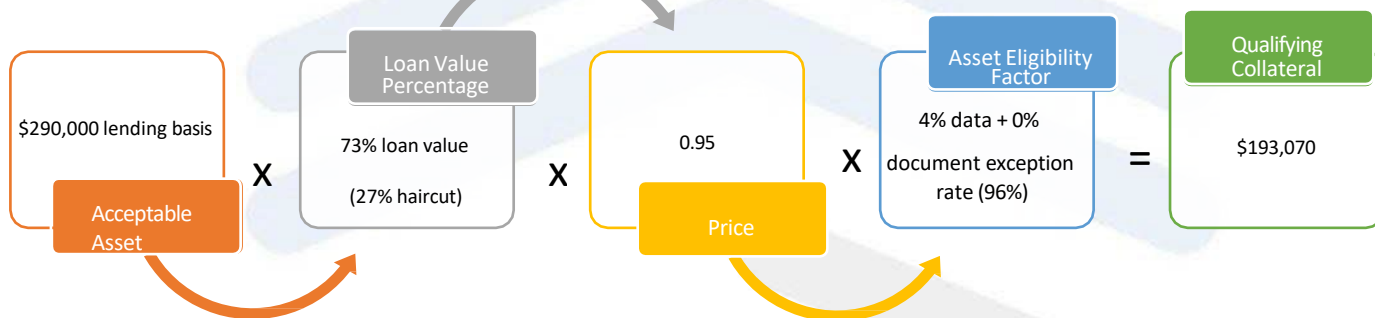 $290,000 lending basis
Acceptable
Asset
X
Loan Value
Percentage
73% loan value
(27% haircut)
X
0.95
Price
X
Asset Eligibility
Factor
4% data + 0%
document exception
rate (96%)
=
Qualifying
Collateral
$193,070